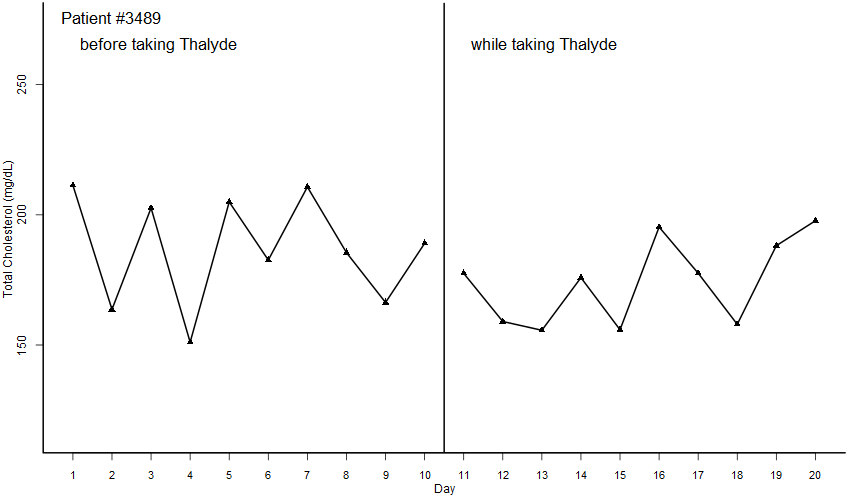 Patient #3489
before taking Thalyde
while taking Thalyde
Total Cholesterol (mg/dL)
250
200
150
1 2 3 4 5 6 7 8 9 10 11 12 13 14 15 16 17 18 19 20
Day